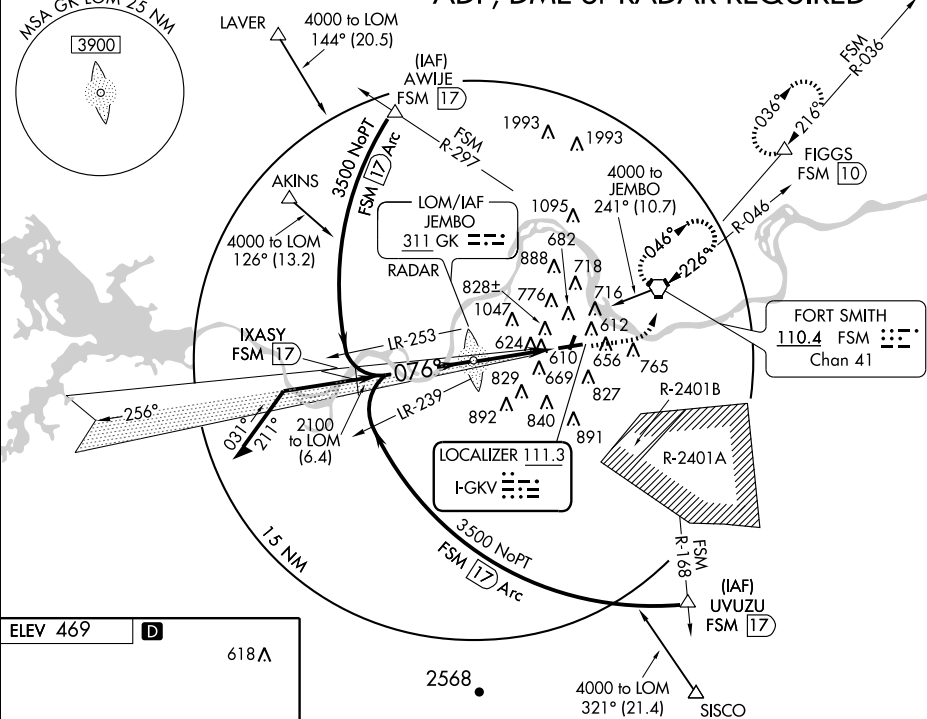 ADF, DME or RADAR REQUIRED
MSA GK LOM 25 NM
3900
LAVER
4000 to LOM
144° (20.5)
(IAF)
AWIJE
FSM 17
FSM
R-297
3500 NoPT
FSM 17 Arc
1993
1993
FSM
R-036
036°
216°
FIGGS
FSM 10
R-046
AKINS
4000 to LOM
126° (13.2)
LOM/IAF
JEMBO
311 GK
RADAR
4000 to
JEMBO
241° (10.7)
1095
682
888
718
046°
226°
828±
776
716
1047
612
624
610
656
765
FORT SMITH
110.4 FSM
Chan 41
IXASY
FSM 17
LR-253
076°
LR-239
829
669
827
892
840
891
256°
031°
211°
2100
to LOM
(6.4)
LOCALIZER 111.3
I-GKV
R-2401B
R-2401A
15 NM
3500 NoPT
FSM 17 Arc
FSM
R-168
(IAF)
UVUZU
FSM 17
ELEV 469
D
618
2568
4000 to LOM
321° (21.4)
SISCO